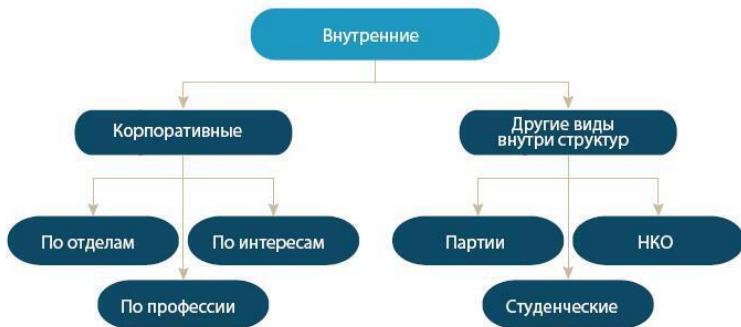 Внутренние
Корпоративные
Другие виды
внутри структур
По отделам
По интересам
Партии
НКО
По профессии
Студенческие